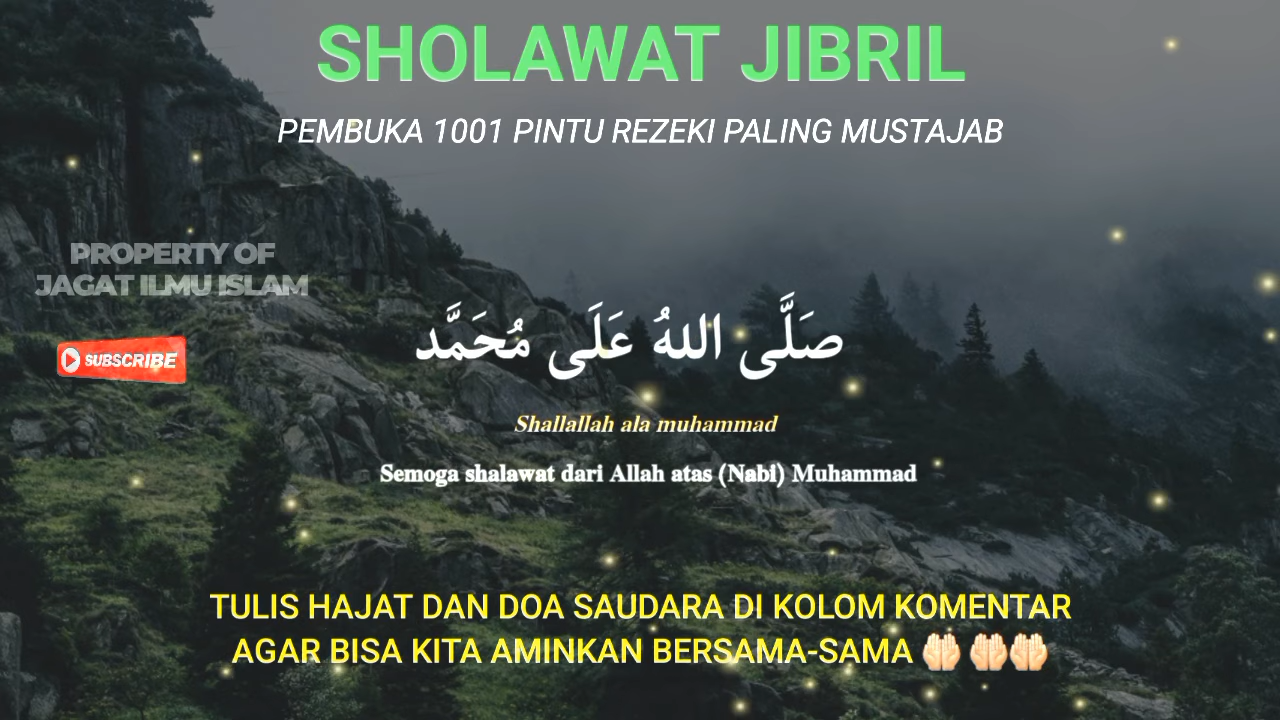 SHOLAWAT JIBRIL
PEMBUKA 1001 PINTU REZEKI PALING MUSTAJAB
PROPERTY OF
JAGAT ILMU ISLAM
SUBSCRIBE
صَلَّى اللهُ عَلَى مُحَمَّد
Shallallah ala muhammad
Semoga shalawat dari Allah atas (Nabi) Muhammad
TULIS HAJAT DAN DOA SAUDARA DI KOLOM KOMENTAR
AGAR BISA KITA AMINKAN BERSAMA-SAMA 🤲🏻 🤲🏻🤲🏻